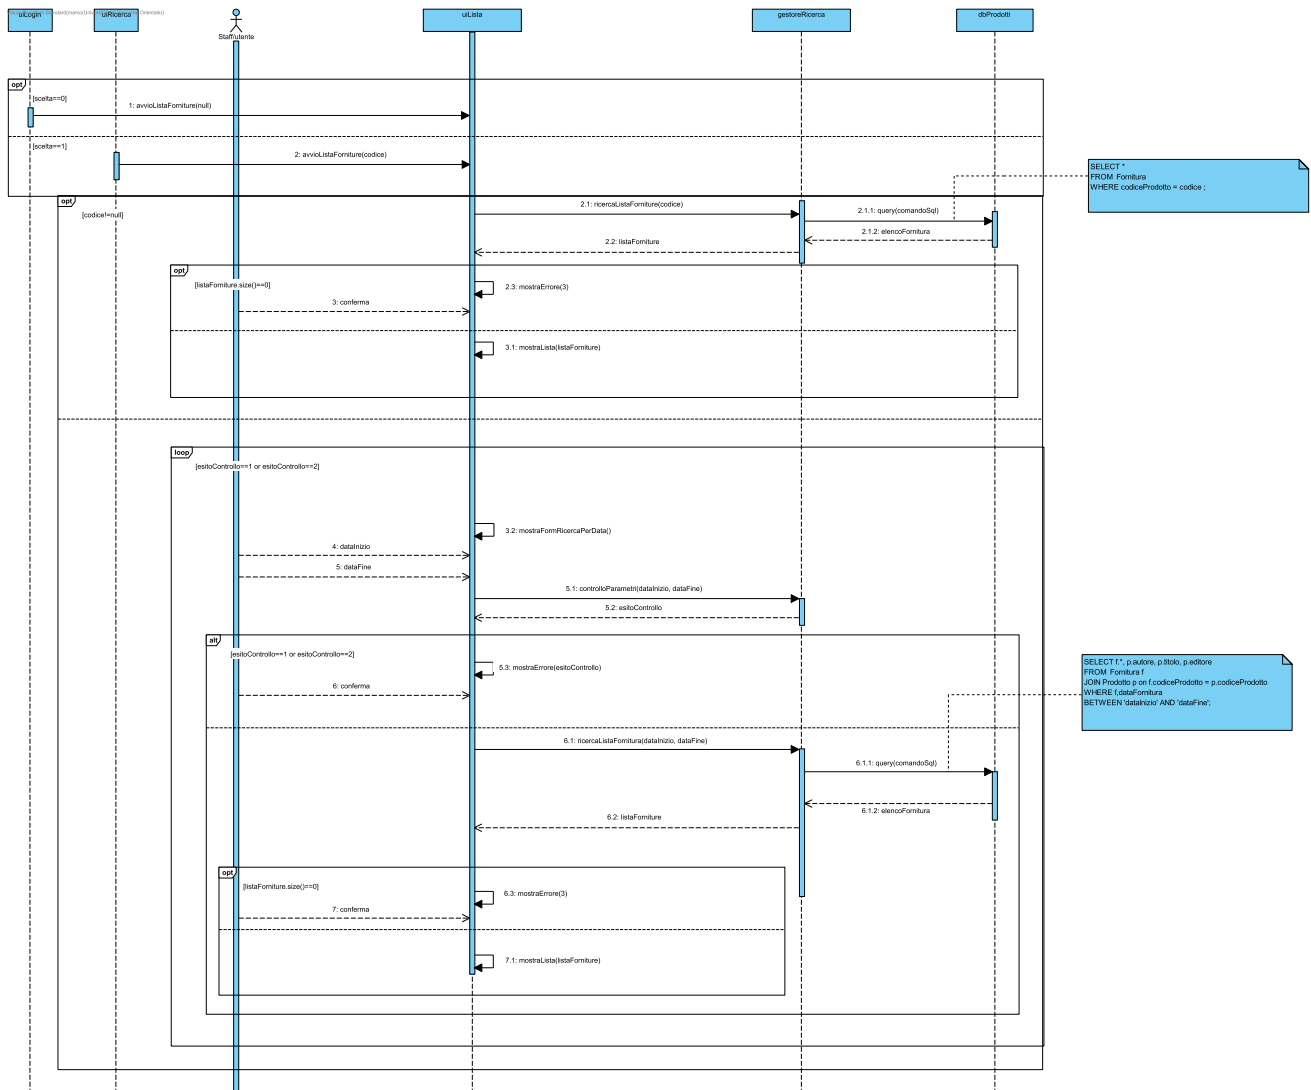 uiLogin
uiRicerca
Staff/utente
uiLista
gestoreRicerca
dbProdotti
opt
[scelta==0]
1: avvioListaForniture(null)
[scelta==1]
2: avvioListaForniture(codice)
SELECT *
FROM Fornitura
WHERE codiceProdotto = codice ;
opt
[codice!=null]
2.1: ricercaListaForniture(codice)
2.1.1: query(comandoSql)
2.1.2: elencoFornitura
2.2: listaForniture
opt
[listaForniture.size()==0]
2.3: mostraErrore(3)
3: conferma
3.1: mostraLista(listaForniture)
loop
[esitoControllo==1 or esitoControllo==2]
3.2: mostraFormRicercaPerData()
4: dataInizio
5: dataFine
5.1: controlloParametri(dataInizio, dataFine)
5.2: esitoControllo
alt
[esitoControllo==1 or esitoControllo==2]
5.3: mostraErrore(esitoControllo)
6: conferma
SELECT f.*, p.autore, p.titolo, p.editore
FROM Fornitura f
JOIN Prodotto p on f.codiceProdotto = p.codiceProdotto
WHERE f,dataFornitura
BETWEEN 'dataInizio' AND 'dataFine';
6.1: ricercaListaFornitura(dataInizio, dataFine)
6.1.1: query(comandoSql)
6.1.2: elencoFornitura
6.2: listaForniture
opt
[listaForniture.size()==0]
6.3: mostraErrore(3)
7: conferma
7.1: mostraLista(listaForniture)